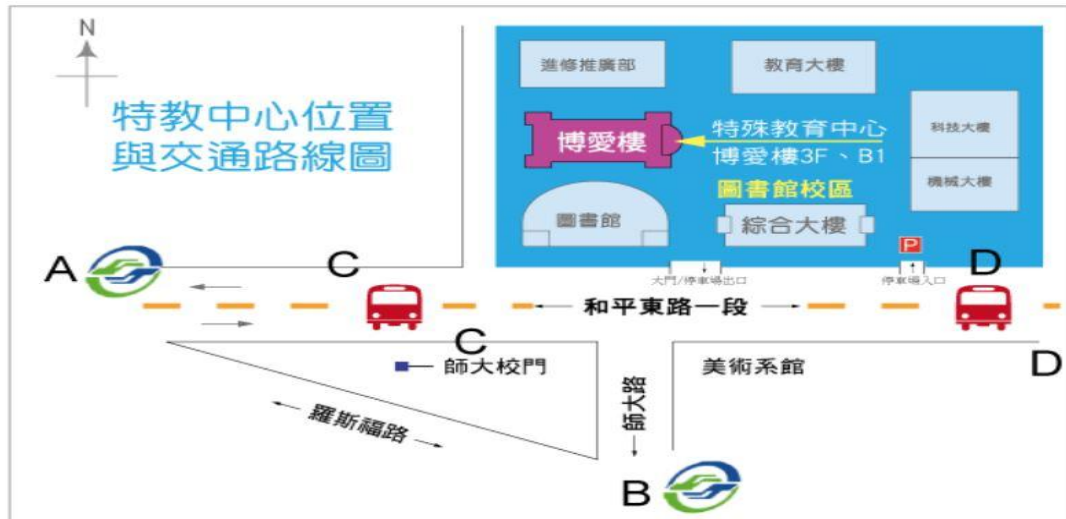 N
特教中心位置
與交通路線圖
進修推廣部
教育大樓
博愛樓
特殊教育中心
博愛樓3F、B1
科技大樓
機械大樓
圖書館校區
圖書館
綜合大樓
P
A
C
D
大門/停車場出口
停車場入口
和平東路一段
C
師大校門
美術系館
D
羅斯福路
師大路
B